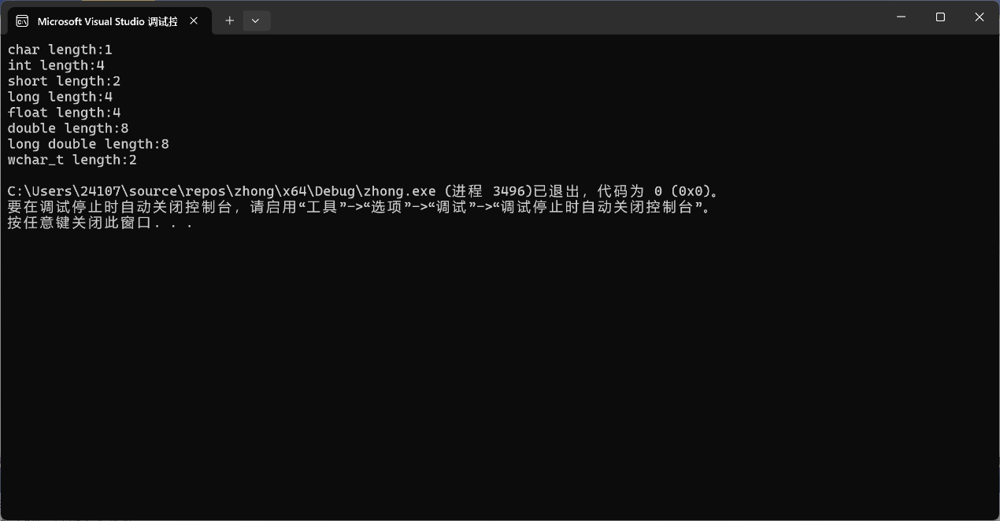 Microsoft Visual Studio 调试控
char length:1
int length:4
short length:2
long length:4
float length:4
double length:8
long double length:8
wchar_t length:2
C:\Users\24107\source\repos\zhong\x64\Debug\zhong.exe (进程 3496)已退出，代码为 0 (0x0)。
要在调试停止时自动关闭控制台，请启用“工具”->“选项”->“调试”->“调试停止时自动关闭控制台”。
按任意键关闭此窗口. . .